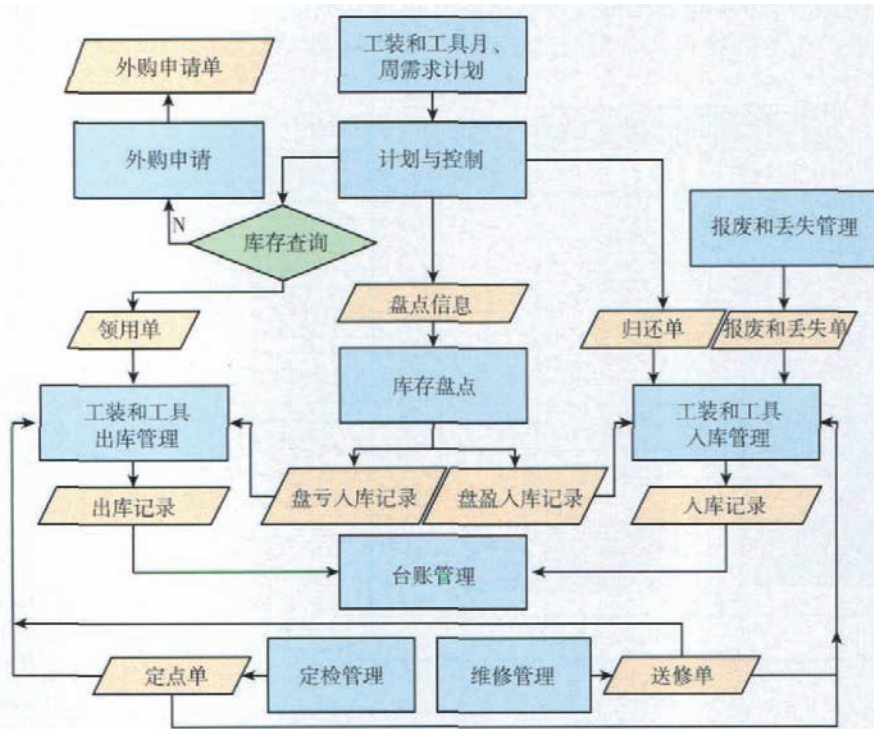 工装和工具月、
周需求计划
外购申请单
外购申请
计划与控制
N
库存查询
报废和丢失管理
盘点信息
领用单
归还单
报废和丢失单
库存盘点
工装和工具
出库管理
工装和工具
入库管理
出库记录
盘亏入库记录
盘盈入库记录
入库记录
台账管理
定点单
定检管理
维修管理
送修单